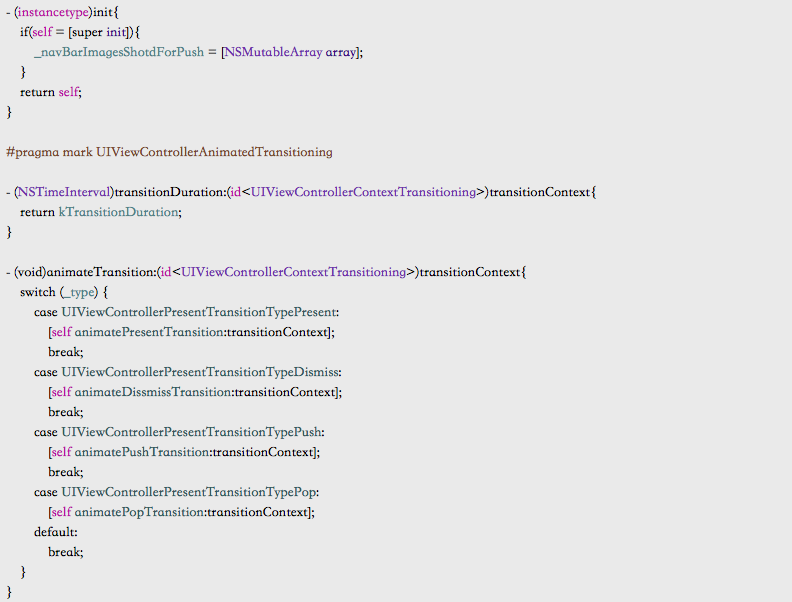 - (instancetype)init{
if(self = [super init]){
_navBarImagesShotdForPush = [NSMutableArray array];
}
return self;
}
#pragma mark UIViewControllerAnimatedTransitioning
- (NSTimeInterval)transitionDuration:(id<UIViewControllerContextTransitioning>)transitionContext{
return kTransitionDuration;
}
- (void)animateTransition:(id<UIViewControllerContextTransitioning>)transitionContext{
switch (_type) {
case UIViewControllerPresentTransitionTypePresent:
[self animatePresentTransition:transitionContext];
break;
case UIViewControllerPresentTransitionTypeDismiss:
[self animateDissmissTransition:transitionContext];
break;
case UIViewControllerPresentTransitionTypePush:
[self animatePushTransition:transitionContext];
break;
case UIViewControllerPresentTransitionTypePop:
[self animatePopTransition:transitionContext];
default:
break;
}
}